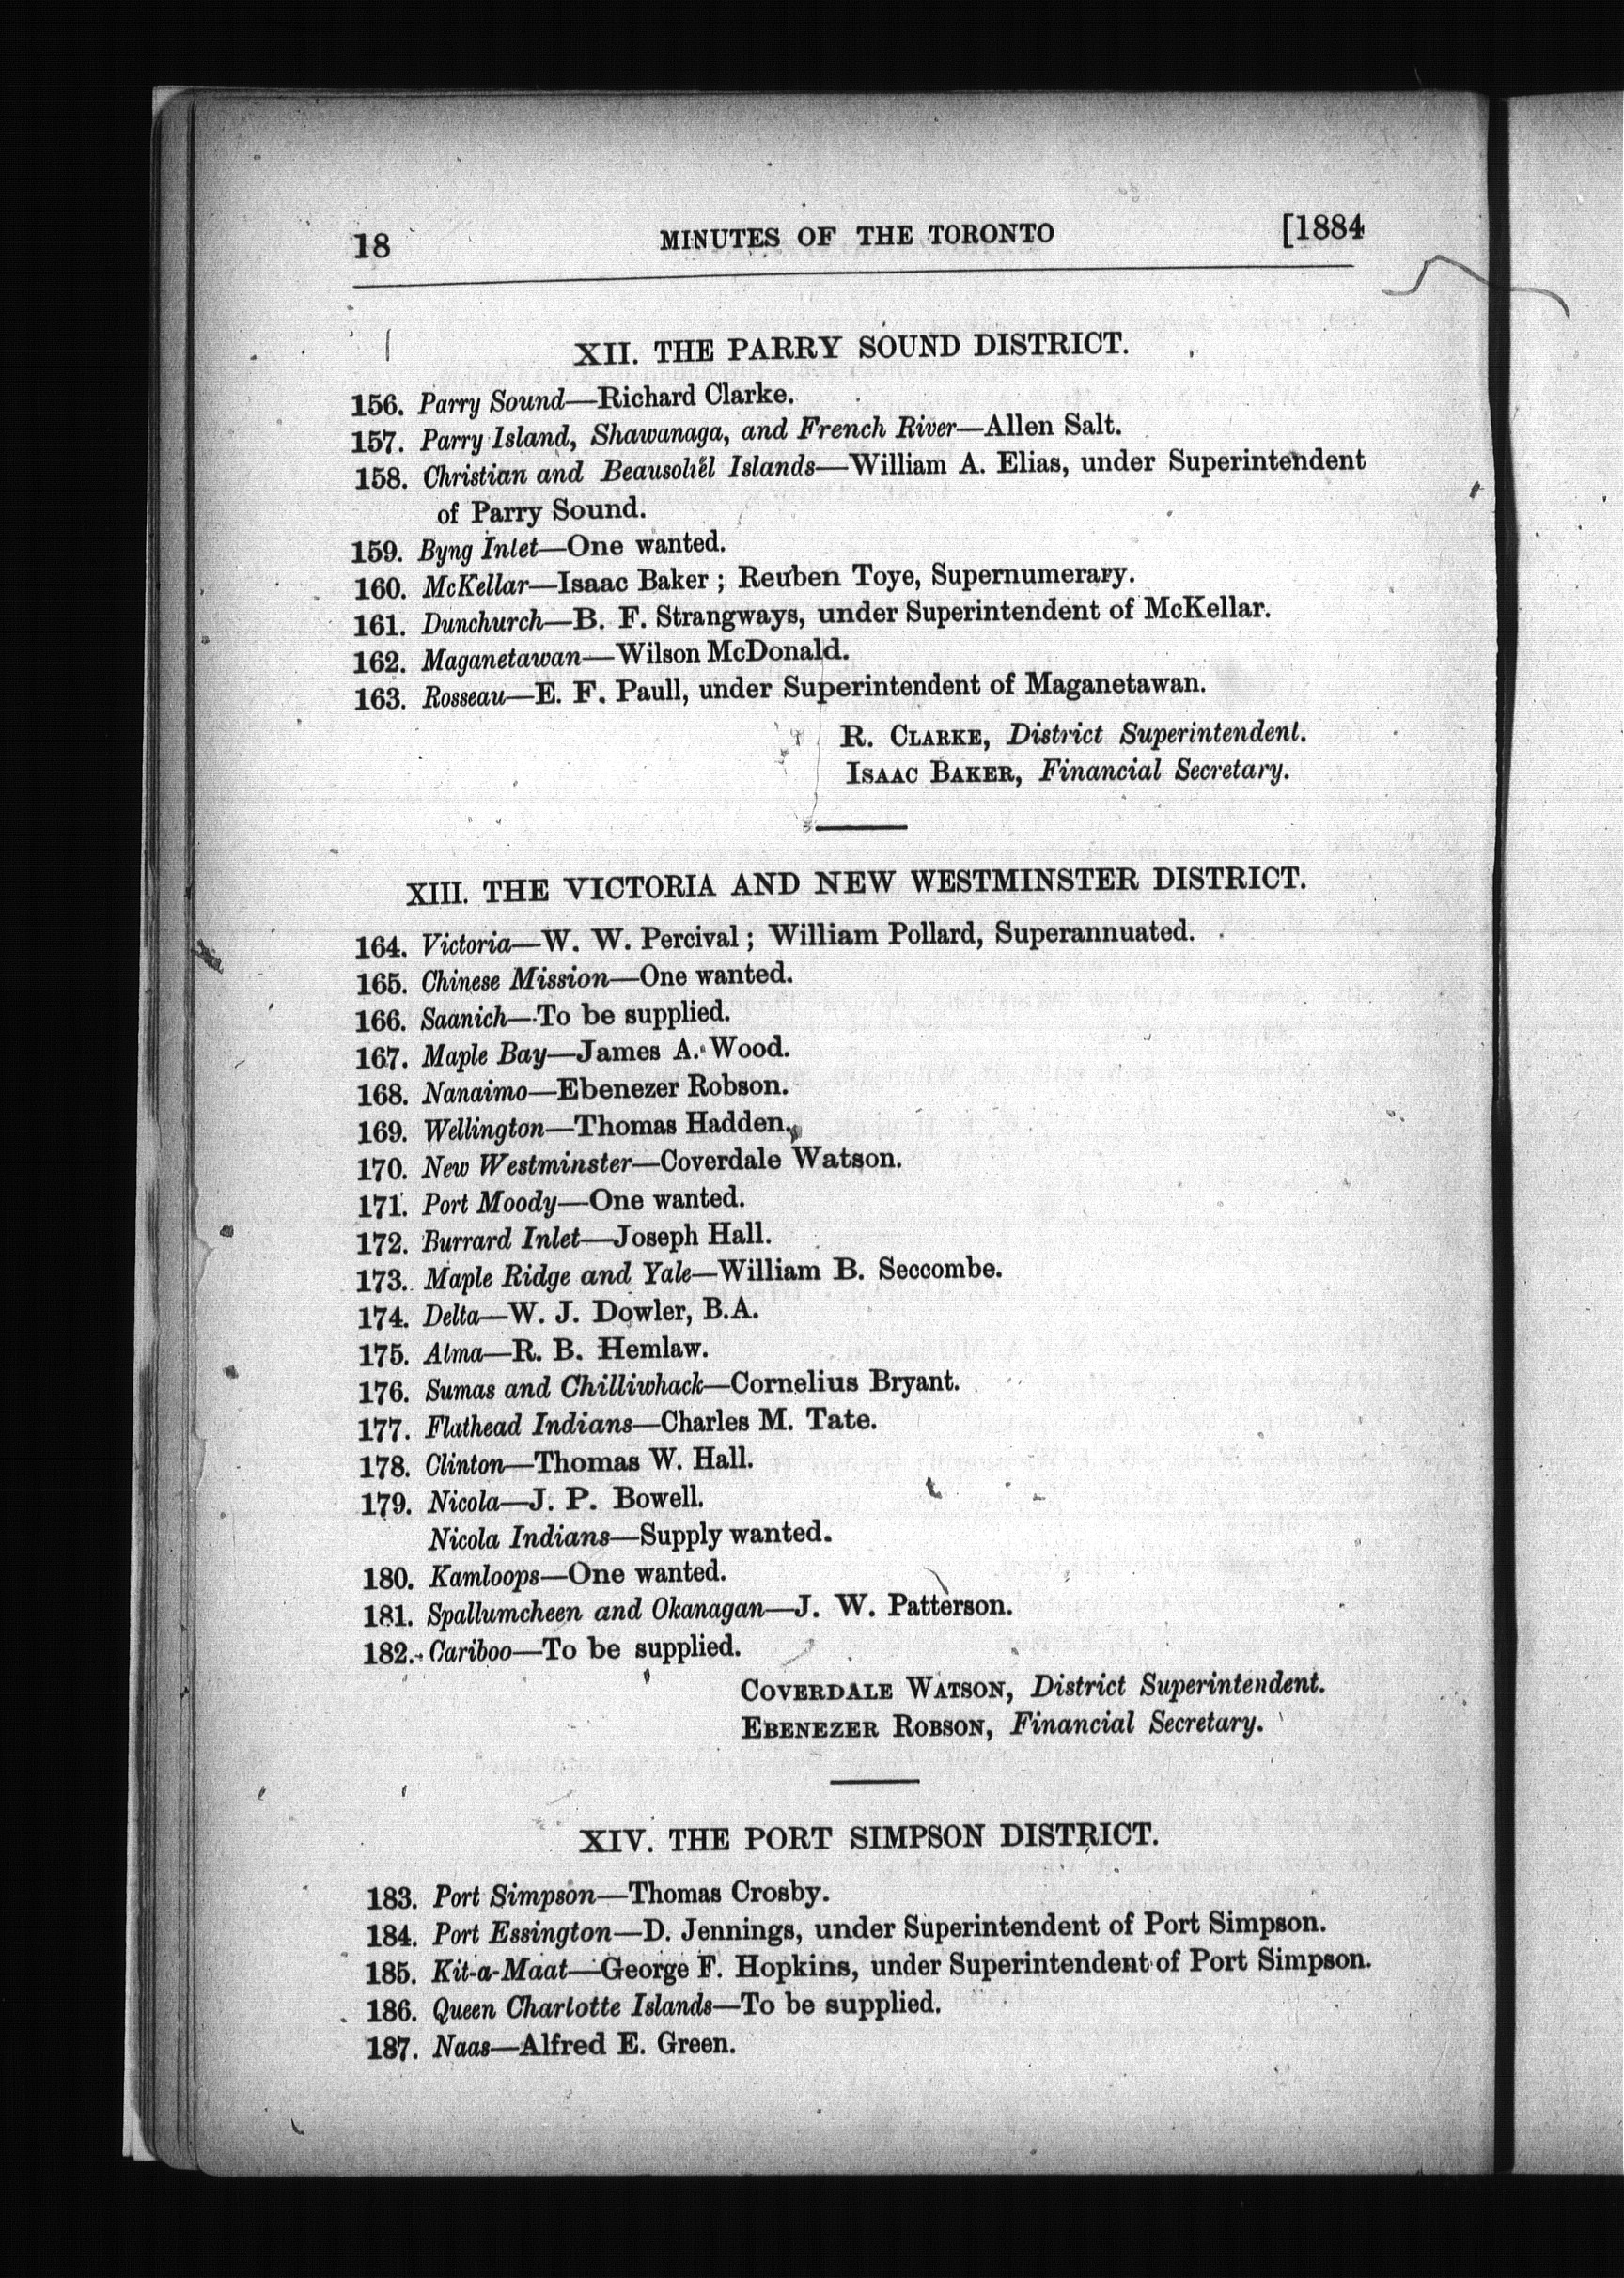 18 MINUTES OF THE TORONTO [1884
XII. THE PARRY SOUND DISTRICT.
156. Parry Sound—Richard Clarke.
157. Parry Island, Shawanaga, and French River—Allen Salt.
158. Christian and Beausoliel Islands—William A. Elias, under Superintendent
of Parry Sound.
159. Byng Inlet—One wanted.
160. McKellar—Isaac Baker ; Reuben Toye, Supernumerary.
161. Dunchurch—B. F. Strangways, under Superintendent of McKellar.
162. Maganetawan—Wilson McDonald.
163. Rosseau—E. F. Paull, under Superintendent of Maganetawan.
R. CLARKE, District Superintendent.
ISAAC BAKER, Financial Secretary.
XIII. THE VICTORIA AND NEW WESTMINSTER DISTRICT.
164. Victoria—W. W. Percival ; William Pollard, Superannuated.
165. Chinese Mission—One wanted.
166. Saanich—To be supplied.
167. Maple Bay—James A. Wood.
168. Nanaimo—Ebenezer Robson.
169. Wellington—Thomas Hadden.
170. New Westminster—Coverdale Watson.
171. Port Moody—One wanted.
172. Burrard Inlet—Joseph Hall.
173. Maple Ridge and Yale—William B. Seccombe.
174. Delta—W. J. Dowler, B.A.
175. Alma—R. B. Hemlaw.
176. Sumas and Chilliwhack—Cornelius Bryant.
177. Flathead Indians—Charles M. Tate.
178. Clinton—Thomas W. Hall.
179. Nicola—J. P. Bowell.
Nicola Indians—Supply wanted.
180. Kamloops—One wanted.
181. Spallumcheen and Okanagan—J. W. Patterson.
182. Cariboo—To be supplied.
COVERDALE WATSON, District Superintendent.
EBENEZER ROBSON, Financial Secretary.
XIV. THE PORT SIMPSON DISTRICT.
183. Port Simpson—Thomas Crosby.
184. Port Essington—D. Jennings, under Superintendent of Port Simpson.
185. Kit-a-Maat—George F. Hopkins, under Superintendent of Port Simpson.
186. Queen Charlotte Islands—To be supplied.
187. Naas—Alfred E. Green.